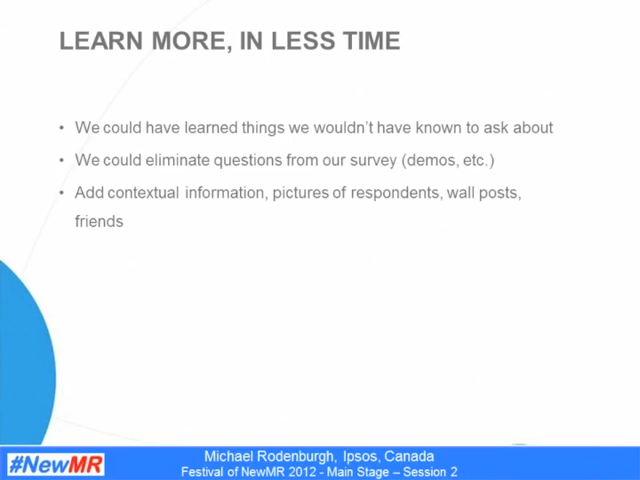 LEARN MORE, IN LESS TIME
• We could have learned things we wouldn't have known to ask about
• We could eliminate questions from our survey (demos, etc.)
• Add contextual information, pictures of respondents, wall posts,
friends
#NewMR
Michael Rodenburgh, Ipsos, Canada
Festival of NewMR 2012 - Main Stage – Session 2